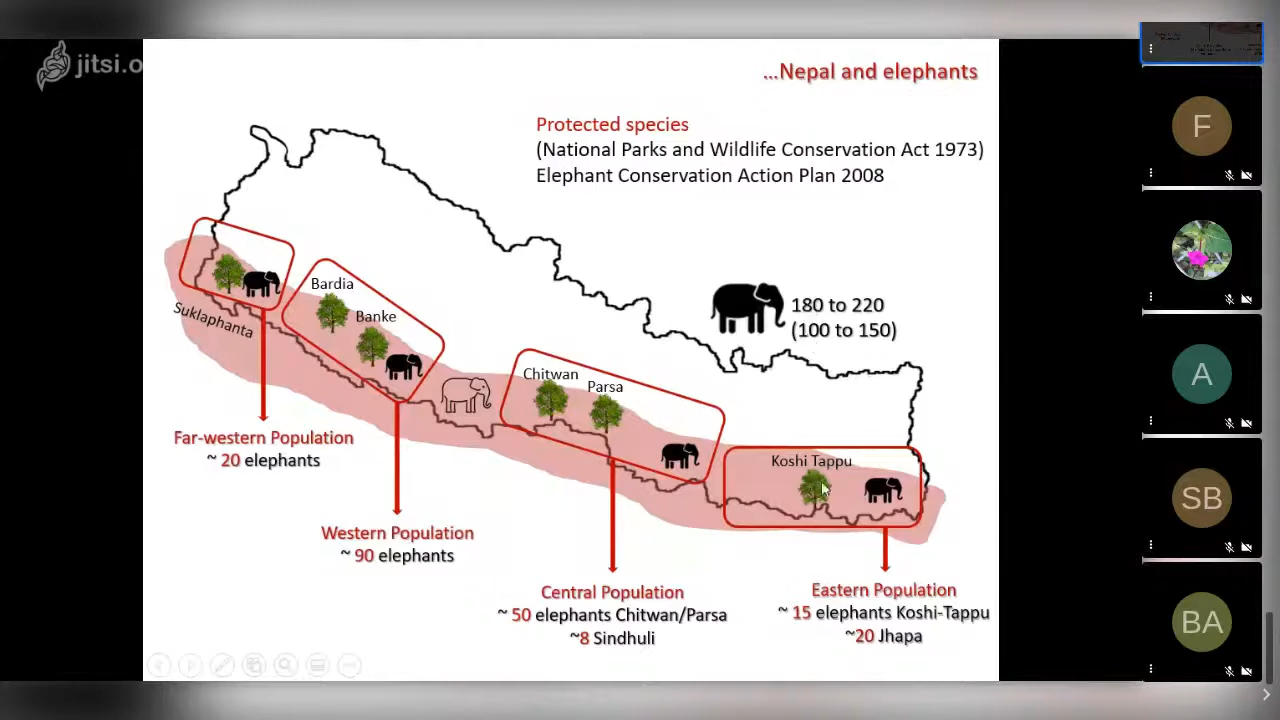 jitsi.o
...Nepal and elephants
Protected species
(National Parks and Wildlife Conservation Act 1973)
Elephant Conservation Action Plan 2008
180 to 220
(100 to 150)
Suklaphanta
Bardia
Banke
Chitwan
Parsa
Koshi Tappu
Far-western Population
~ 20 elephants
Western Population
~ 90 elephants
Central Population
~ 50 elephants Chitwan/Parsa
~8 Sindhuli
Eastern Population
~ 15 elephants Koshi-Tappu
~20 Jhapa
F
A
SB
BA